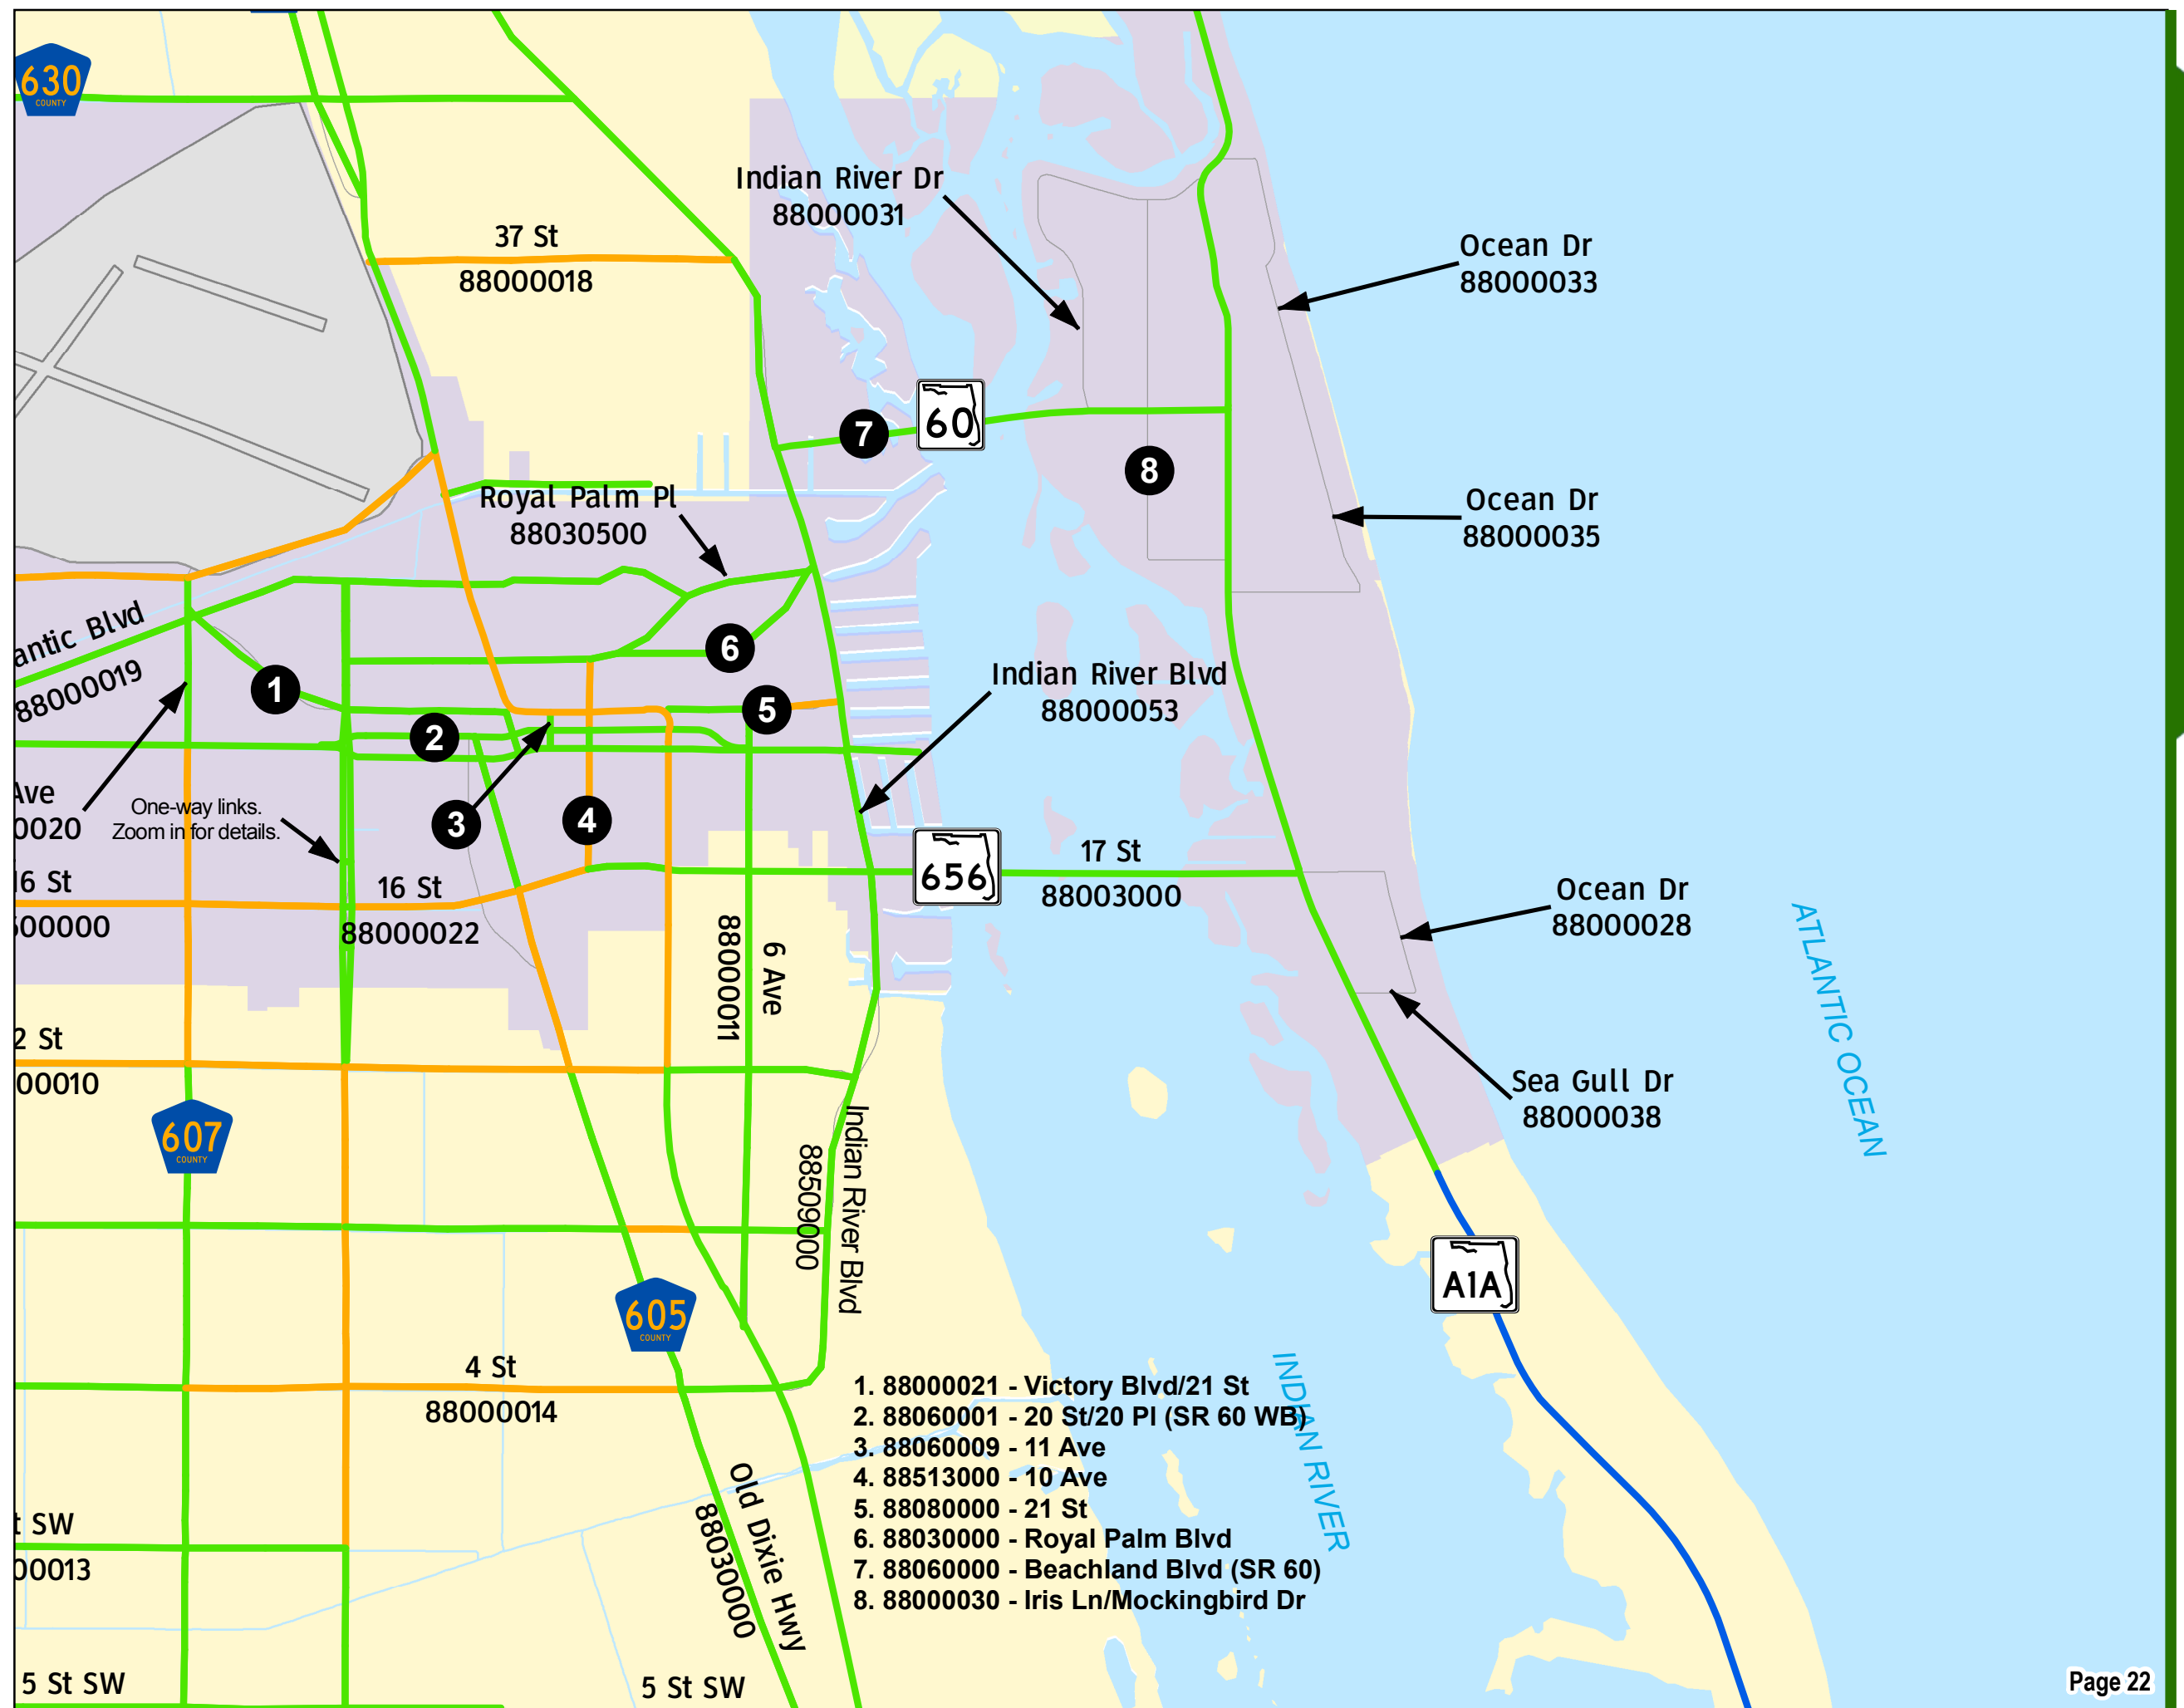 630
COUNTY
Indian River Dr
88000031
37 St
88000018
Ocean Dr
88000033
60
7
8
Royal Palm Pl
88030500
Ocean Dr
88000035
antic Blvd
88000019
6
1
5
2
Indian River Blvd
88000053
Ave
0020
One-way links.
Zoom in for details.
3
4
656
17 St
88003000
16 St
500000
16 St
88000022
Ocean Dr
88000028
6 Ave
88000011
ATLANTIC OCEAN
2 St
00010
Sea Gull Dr
88000038
607
COUNTY
Indian River Blvd
88509000
A1A
605
COUNTY
4 St
88000014
INDIAN RIVER
1. 88000021 - Victory Blvd/21 St
2. 88060001 - 20 St/20 Pl (SR 60 WB)
3. 88060009 - 11 Ave
4. 88513000 - 10 Ave
5. 88080000 - 21 St
6. 88030000 - Royal Palm Blvd
7. 88060000 - Beachland Blvd (SR 60)
8. 88000030 - Iris Ln/Mockingbird Dr
Old Dixie Hwy
88030000
t SW
00013
5 St SW
5 St SW
Page 22